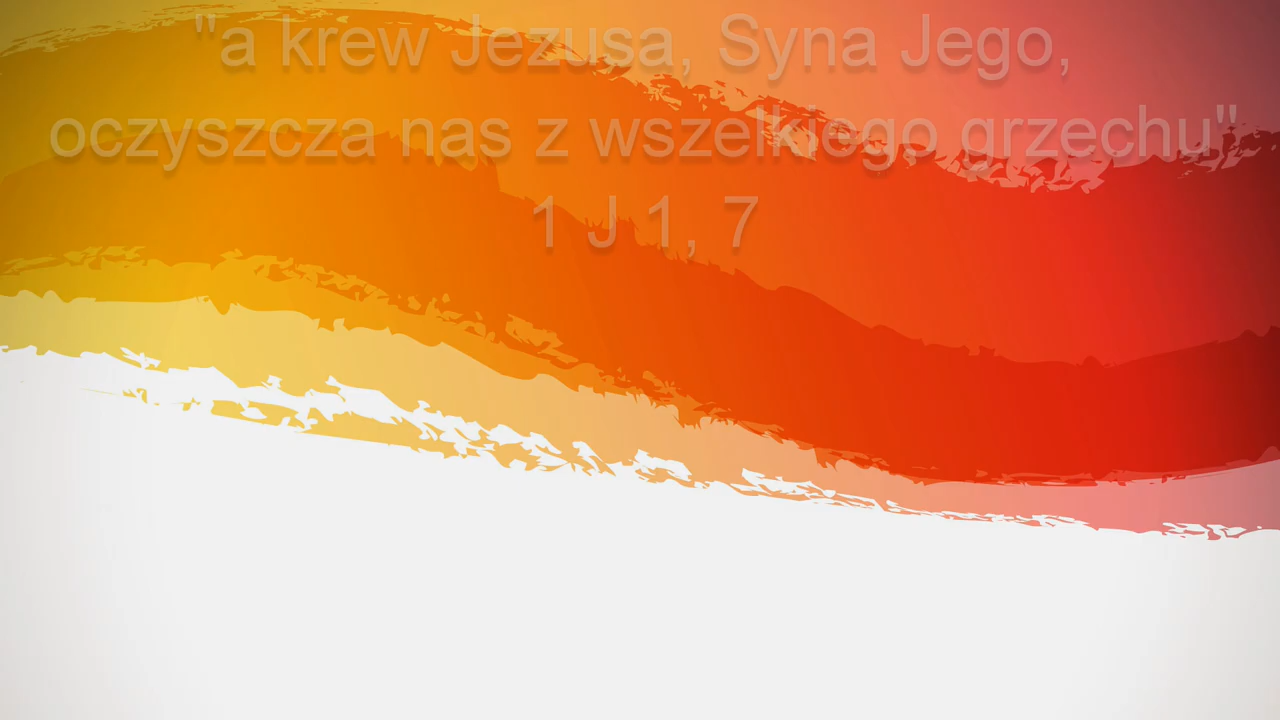 "a krew Jezusa, Syna Jego,
oczyszcza nas z wszelkiego grzechu"
1 J 1, 7